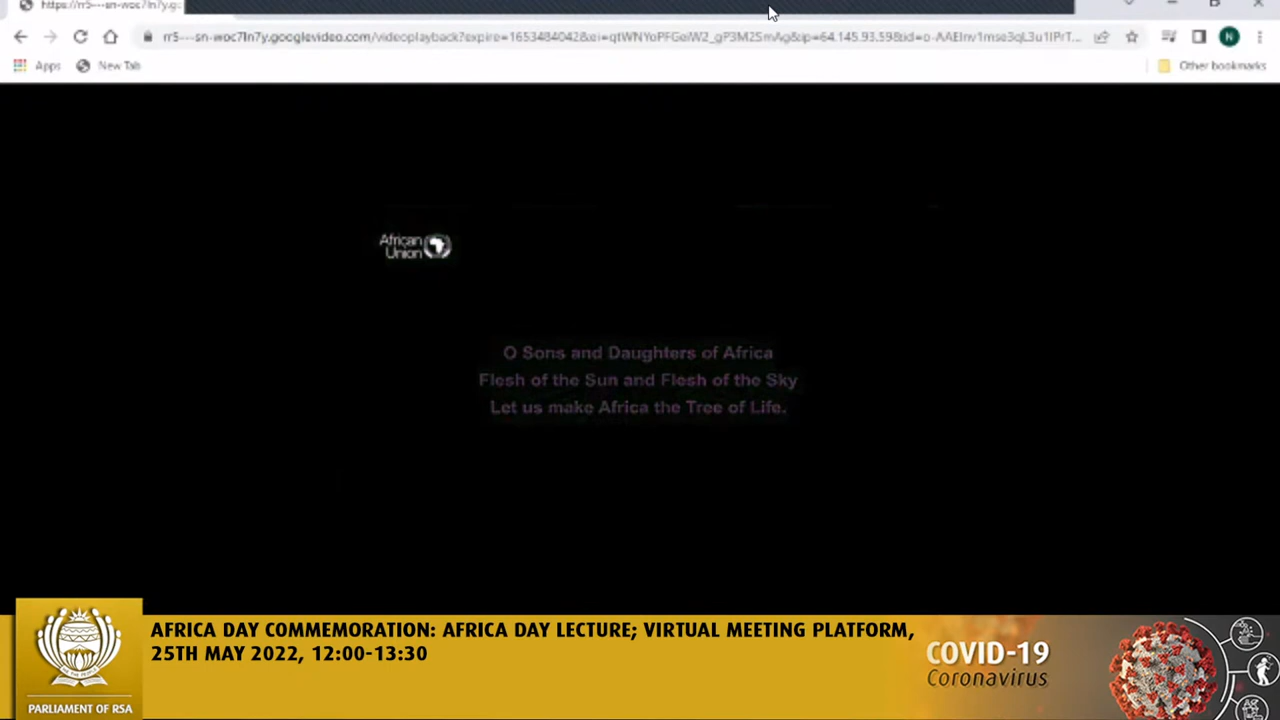 Apps
New Tab
Other bookmarks
African
Union
O Sons and Daughters of Africa
Flesh of the Sun and Flesh of the Sky
Let us make Africa the Tree of Life.
AFRICA DAY COMMEMORATION: AFRICA DAY LECTURE; VIRTUAL MEETING PLATFORM,
25TH MAY 2022, 12:00-13:30
COVID-19
Coronavirus
PARLIAMENT OF RSA